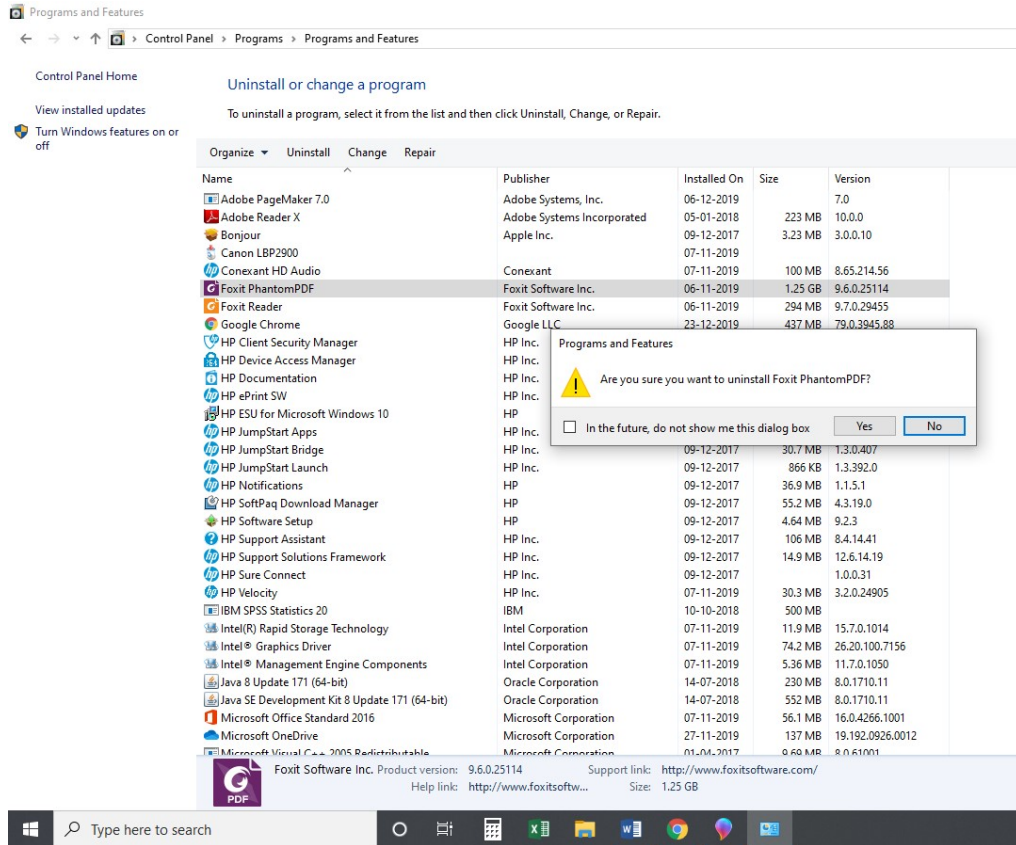 Programs and Features
Control Panel > Programs > Programs and Features
Control Panel Home
View installed updates
Turn Windows features on or
off
Uninstall or change a program
To uninstall a program, select it from the list and then click Uninstall, Change, or Repair.
Organize Uninstall Change Repair
Name Publisher Installed On Size Version
Adobe PageMaker 7.0 Adobe Systems, Inc. 06-12-2019 7.0
Adobe Reader X Adobe Systems Incorporated 05-01-2018 223 MB 10.0.0
Bonjour Apple Inc. 09-12-2017 3.23 MB 3.0.0.10
Canon LBP2900 07-11-2019
Conexant HD Audio Conexant 07-11-2019 100 MB 8.65.214.56
Foxit PhantomPDF Foxit Software Inc. 06-11-2019 1.25 GB 9.6.0.25114
Foxit Reader Foxit Software Inc. 06-11-2019 294 MB 9.7.0.29455
Google Chrome Google LLC 23-12-2019 437 MB 79.0.3945.88
HP Client Security Manager HP Inc.
HP Device Access Manager HP Inc.
HP Documentation HP Inc.
HP ePrint SW HP Inc.
HP ESU for Microsoft Windows 10 HP
HP JumpStart Apps HP Inc.
Programs and Features
Are you sure you want to uninstall Foxit PhantomPDF?
In the future, do not show me this dialog box Yes No
HP JumpStart Bridge HP Inc. 09-12-2017 30.7 MB 1.3.0.407
HP JumpStart Launch HP Inc. 09-12-2017 866 KB 1.3.392.0
HP Notifications HP 09-12-2017 36.9 MB 1.1.5.1
HP SoftPaq Download Manager HP 09-12-2017 55.2 MB 4.3.19.0
HP Software Setup HP 09-12-2017 4.64 MB 9.2.3
HP Support Assistant HP Inc. 09-12-2017 106 MB 8.4.14.41
HP Support Solutions Framework HP Inc. 09-12-2017 14.9 MB 12.6.14.19
HP Sure Connect HP Inc. 09-12-2017 1.0.0.31
HP Velocity HP Inc. 07-11-2019 30.3 MB 3.2.0.24905
IBM SPSS Statistics 20 IBM 10-10-2018 500 MB
Intel(R) Rapid Storage Technology Intel Corporation 07-11-2019 11.9 MB 15.7.0.1014
Intel® Graphics Driver Intel Corporation 07-11-2019 74.2 MB 26.20.100.7156
Intel® Management Engine Components Intel Corporation 07-11-2019 5.36 MB 11.7.0.1050
Java 8 Update 171 (64-bit) Oracle Corporation 14-07-2018 230 MB 8.0.1710.11
Java SE Development Kit 8 Update 171 (64-bit) Oracle Corporation 14-07-2018 552 MB 8.0.1710.11
Microsoft Office Standard 2016 Microsoft Corporation 07-11-2019 56.1 MB 16.0.4266.1001
Microsoft OneDrive Microsoft Corporation 27-11-2019 137 MB 19.192.0926.0012
Microsoft Visual C++ 2005 Redistributable Microsoft Corporation 01-04-2017 9.69 MB 8.0.61001
Foxit Software Inc. Product version: 9.6.0.25114 Support link: http://www.foxitsoftware.com/
Help link: http://www.foxitsoftw... Size: 1.25 GB
PDF
Type here to search